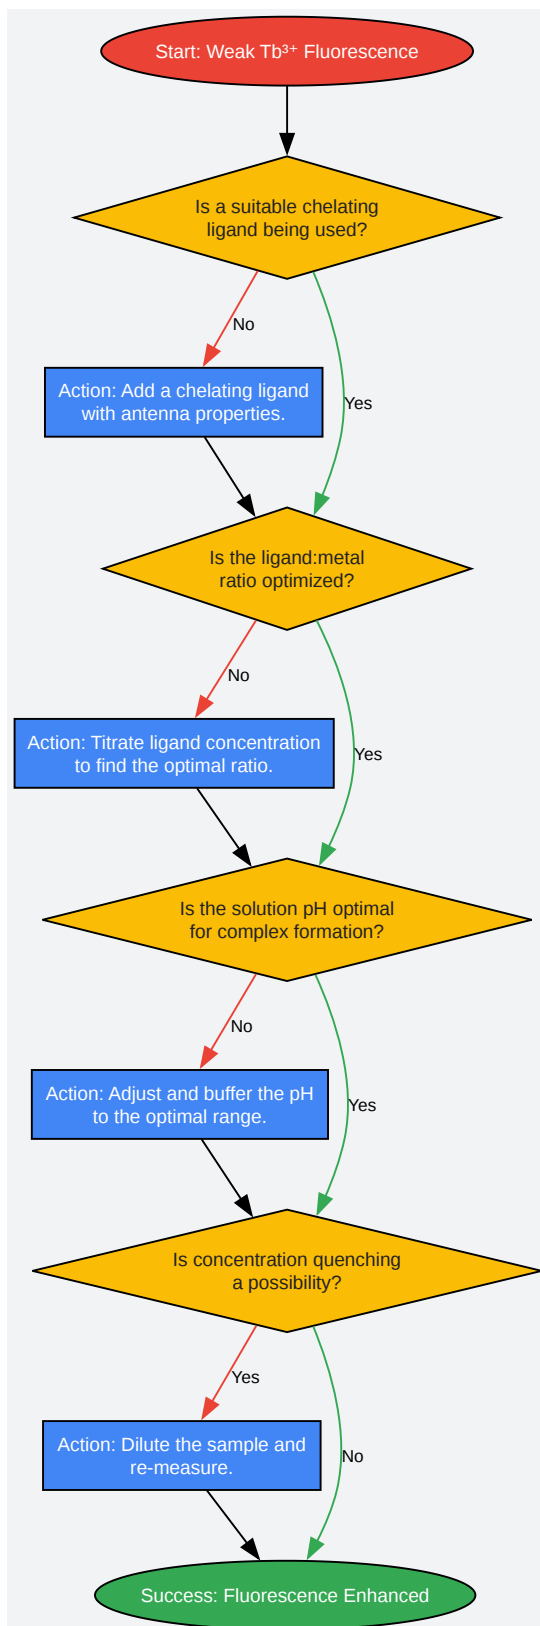 Start: Weak Tb³⁺ Fluorescence
Is a suitable chelating
ligand being used?
No
Action: Add a chelating ligand
with antenna properties.
Yes
Is the ligand:metal
ratio optimized?
No
Action: Titrate ligand concentration
to find the optimal ratio.
Yes
Is the solution pH optimal
for complex formation?
No
Action: Adjust and buffer the pH
to the optimal range.
Yes
Is concentration quenching
a possibility?
Yes
Action: Dilute the sample and
re-measure.
No
Success: Fluorescence Enhanced